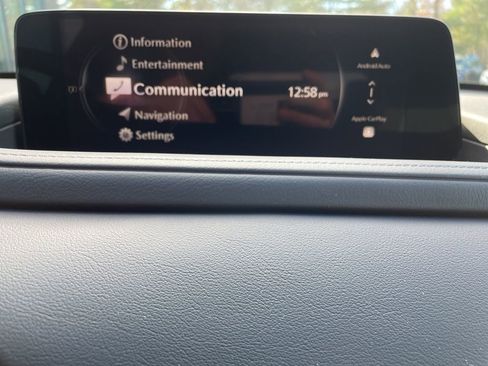 Information
Entertainment
Communication
12:58 pm
Navigation
Settings
Android Auto
Apple CarPlay